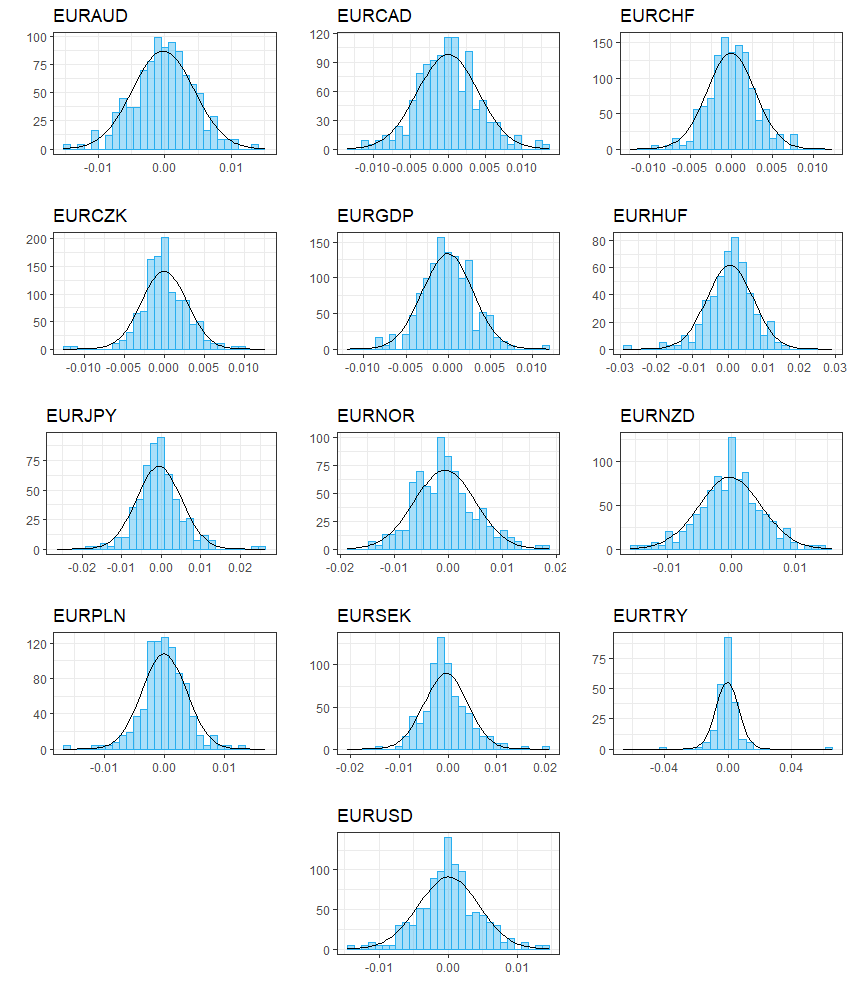 EURAUD EURCAD EURCHF
100 120 150
75 90 100
50 60 50
25 30
0 0 0
-0.01 0.00 0.01 -0.010 -0.005 0.000 0.005 0.010 -0.010 -0.005 0.000 0.005 0.010
EURCZK EURGDP EURHUF
200 150 80
150 100 60
100 50 40
50 20
0 0 0
-0.010 -0.005 0.000 0.005 0.010 -0.010 -0.005 0.000 0.005 0.010 -0.03 -0.02 -0.01 0.00 0.01 0.02 0.03
EURJPY EURNOR EURNZD
75 100 100
50 75 50
25 50
25
0 0 0
-0.02 -0.01 0.00 0.01 0.02 -0.02 -0.01 0.00 0.01 0.02 -0.01 0.00 0.01
EURPLN EURSEK EURTRY
120 100 75
80 50 50
40 25
0 0 0
-0.01 0.00 0.01 -0.02 -0.01 0.00 0.01 0.02 -0.04 0.00 0.04
EURUSD
100
50
0
-0.01 0.00 0.01